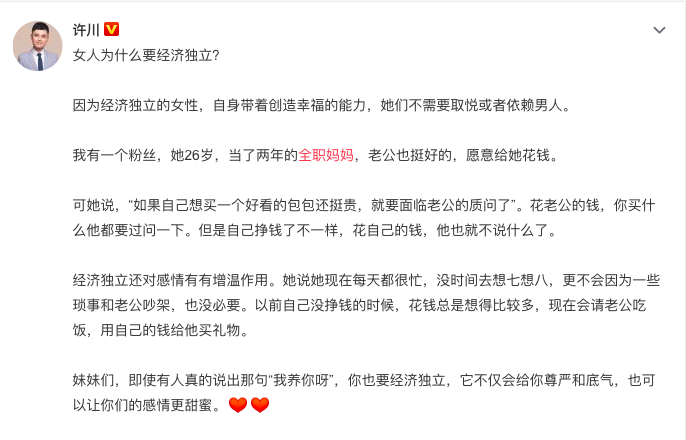 许川
女人为什么要经济独立?
因为经济独立的女性，自身带着创造幸福的能力，她们不需要取悦或者依赖男人。
我有一个粉丝，她26岁，当了两年的全职妈妈，老公也挺好的，愿意给她花钱。
可她说，“如果自己想买一个好看的包包还挺贵，就要面临老公的质问了”。花老公的钱，你买什
么他都要过问一下。但是自己挣钱了不一样，花自己的钱，他也就不说什么了。
经济独立还对感情有有增温作用。她说她现在每天都很忙，没时间去想七想八，更不会因为一些
琐事和老公吵架，也没必要。以前自己没挣钱的时候，花钱总是想得比较多，现在会请老公吃
饭，用自己的钱给他买礼物。
妹妹们，即使有人真的说出那句“我养你呀”，你也要经济独立，它不仅会给你尊严和底气，也可
以让你们的感情更甜蜜。